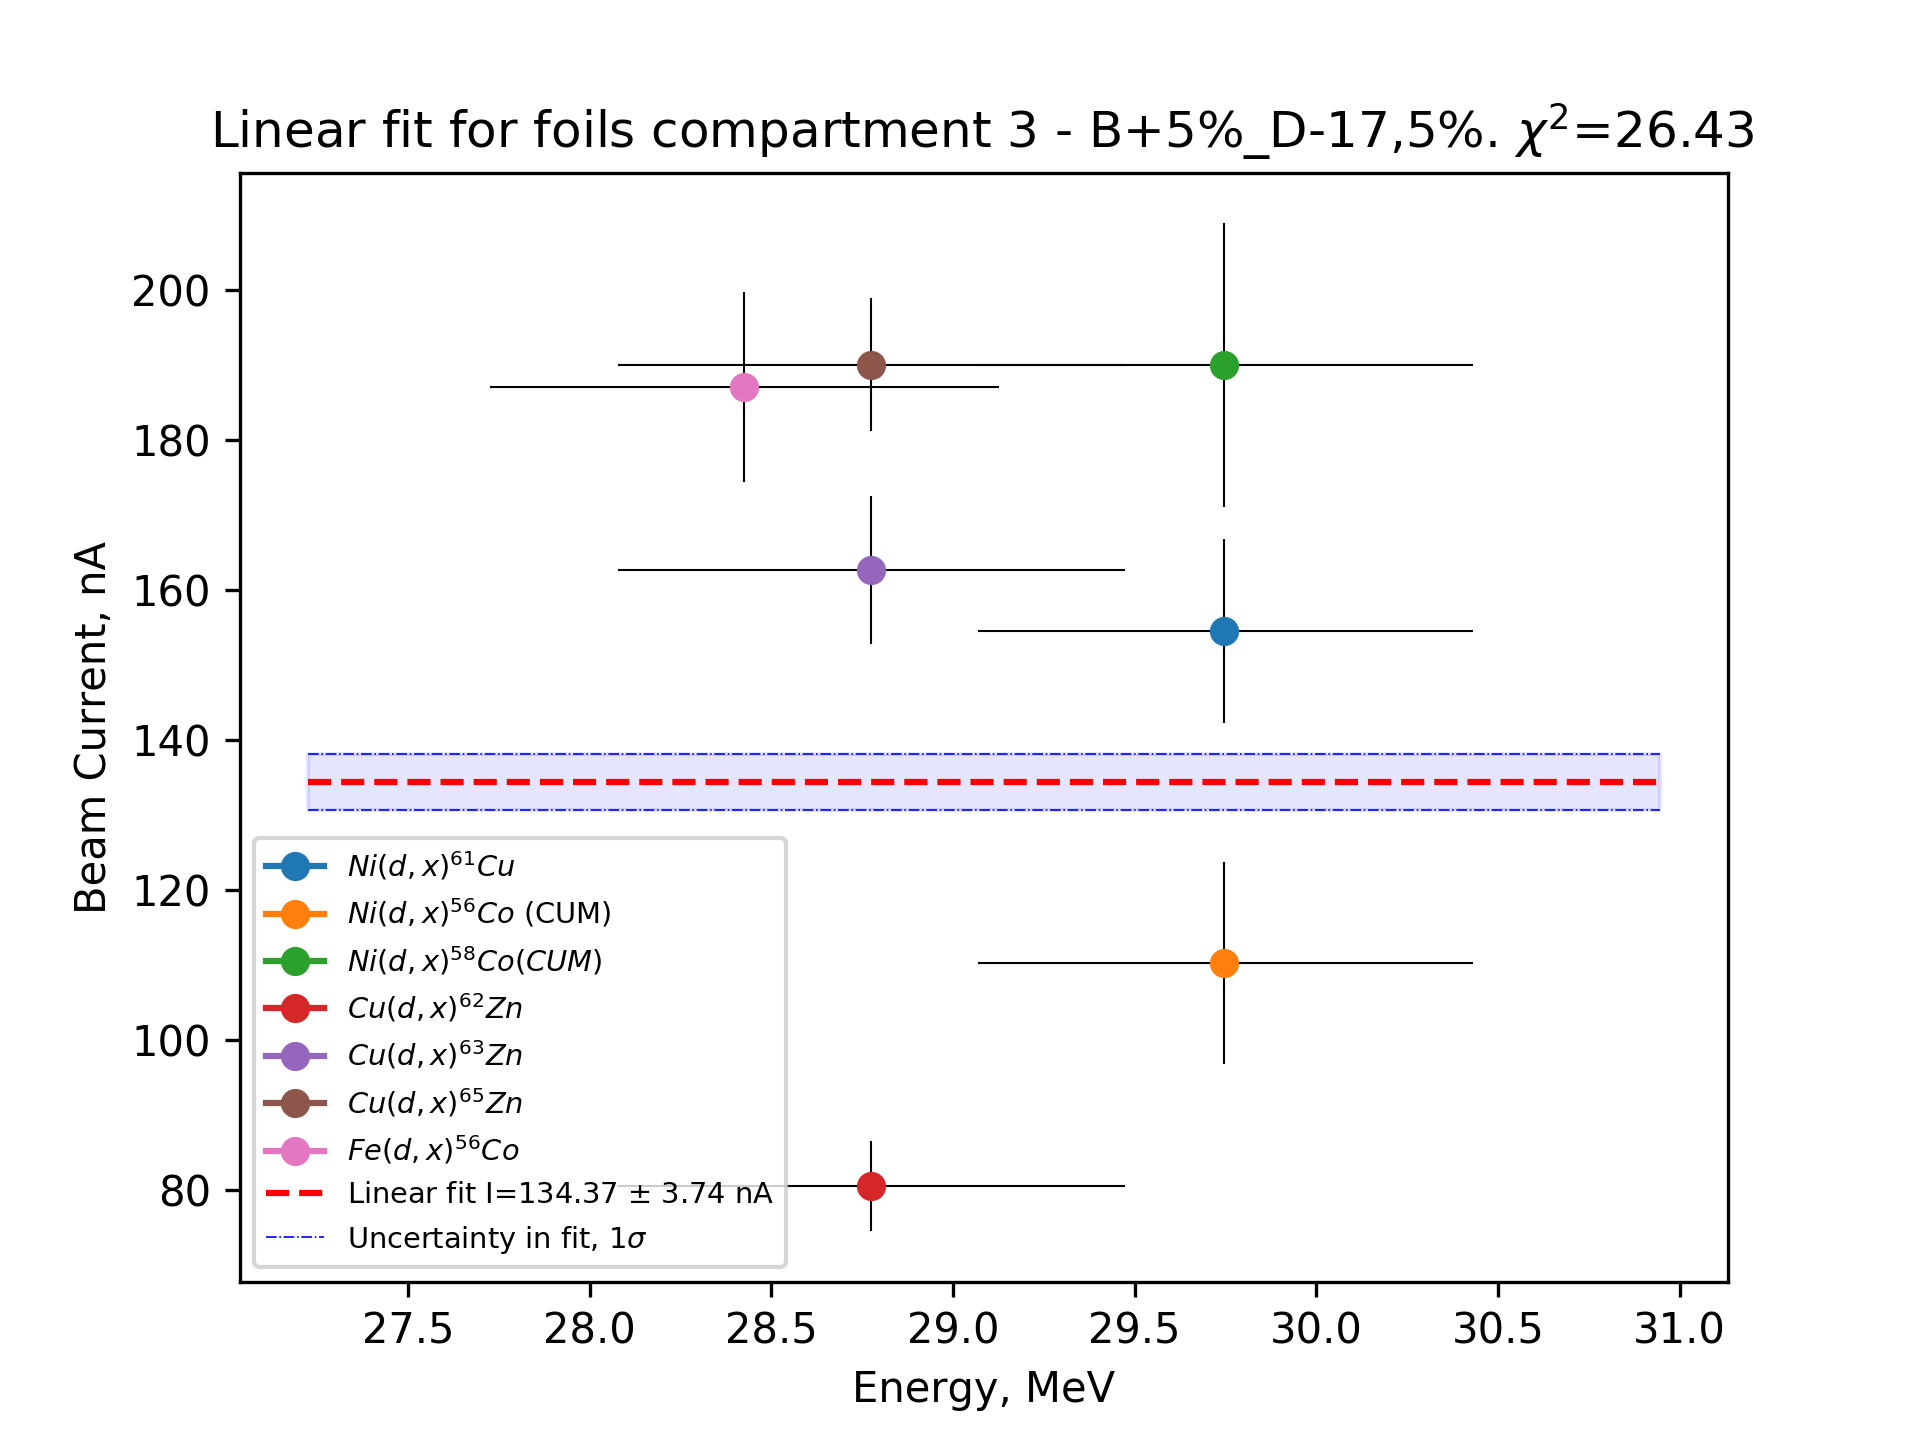 Linear fit for foils compartment 3 - B+5%_D-17,5%. χ²=26.43
Beam Current, nA
200
180
160
140
120
100
80
Ni(d, x)⁶¹Cu
Ni(d, x)⁵⁶Co (CUM)
Ni(d, x)⁵⁸Co(CUM)
Cu(d, x)⁶²Zn
Cu(d, x)⁶³Zn
Cu(d, x)⁶⁵Zn
Fe(d, x)⁵⁶Co
Linear fit I=134.37 ± 3.74 nA
Uncertainty in fit, 1σ
27.5 28.0 28.5 29.0 29.5 30.0 30.5 31.0
Energy, MeV